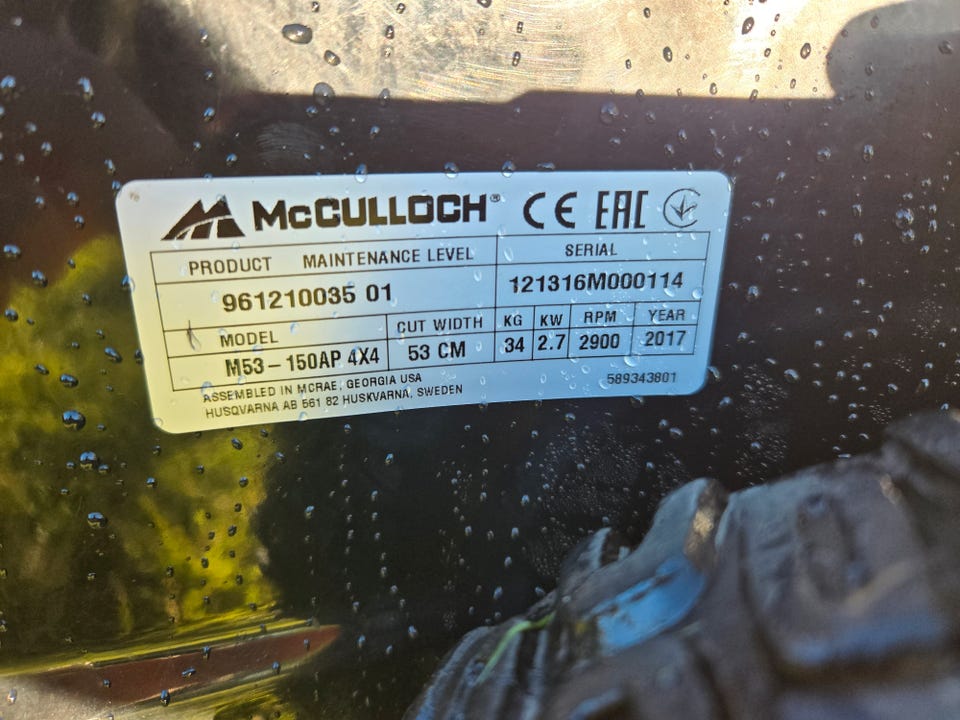 McCULLOCH® CE EAC
PRODUCT MAINTENANCE LEVEL SERIAL
961210035 01 121316M000114
MODEL CUT WIDTH KG KW RPM YEAR
M53-150AP 4X4 53 CM 34 2.7 2900 2017
ASSEMBLED IN MCRAE, GEORGIA USA
HUSQVARNA AB 561 82 HUSKVARNA, SWEDEN
589343801